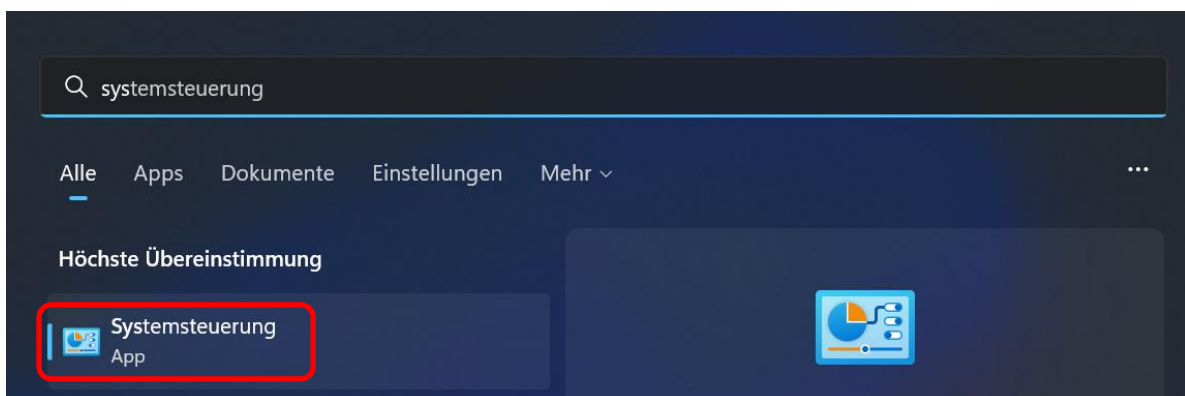 systemsteuerung
Alle Apps Dokumente Einstellungen Mehr
Höchste Übereinstimmung
Systemsteuerung
App